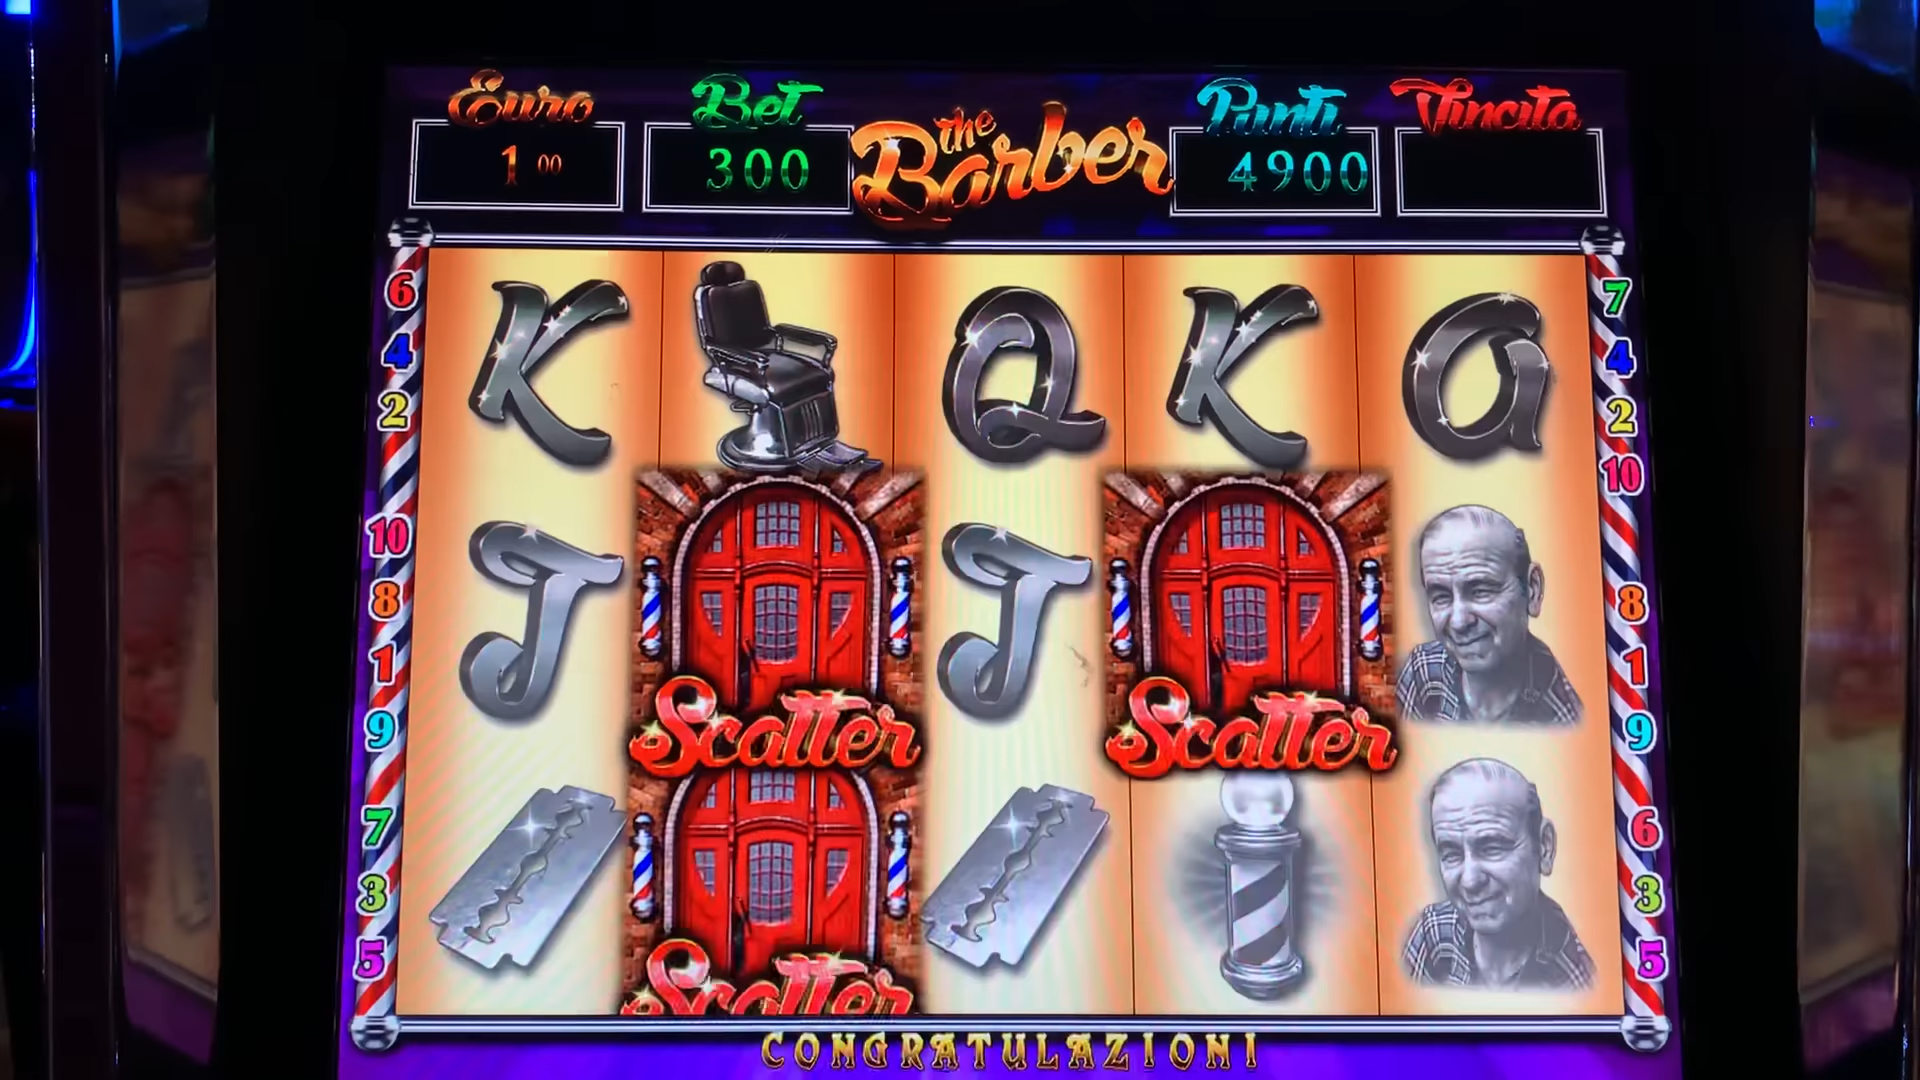 Euro
Bet
the
Barber
Punti
Vincita
1 00
300
4900
K
Q
K
6
7
4
4
2
2
10
J
J
10
8
8
1
1
Scatter
Scatter
9
9
7
6
3
3
5
5
Scatter
CONGRATULAZIONI